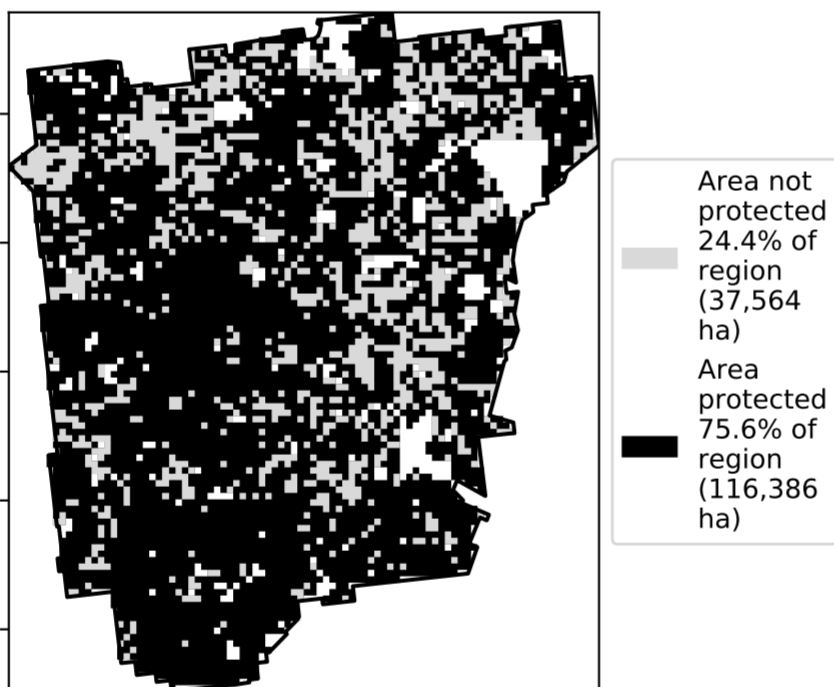 Area not
protected
24.4% of
region
(37,564
ha)
Area
protected
75.6% of
region
(116,386
ha)